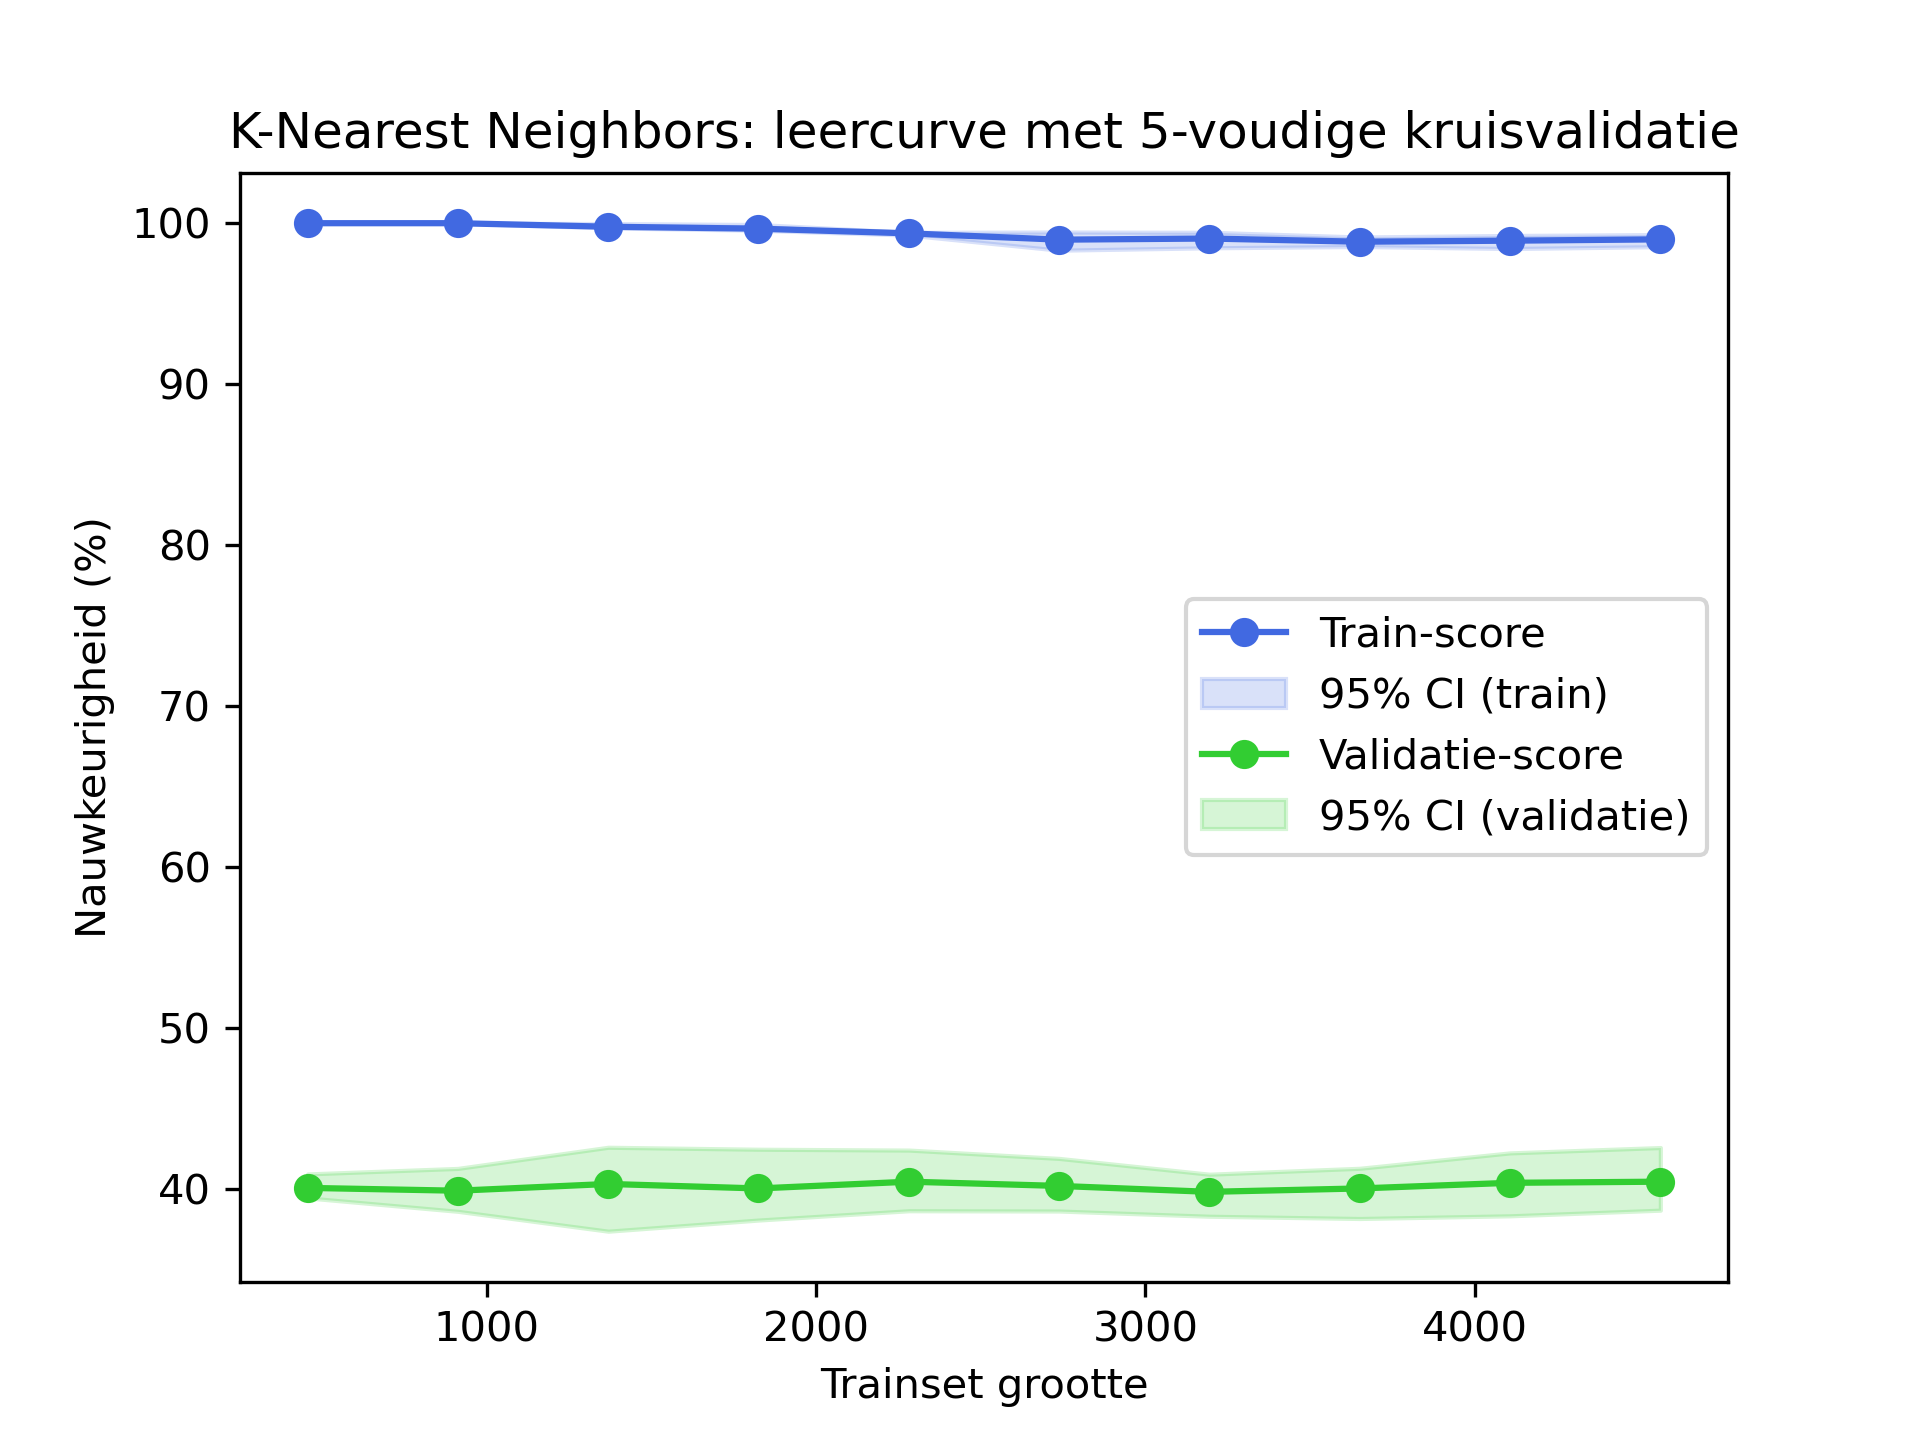 K-Nearest Neighbors: leercurve met 5-voudige kruisvalidatie
100
90
80
70
60
50
40
Nauwkeurigheid (%)
Train-score
95% CI (train)
Validatie-score
95% CI (validatie)
1000 2000 3000 4000
Trainset grootte